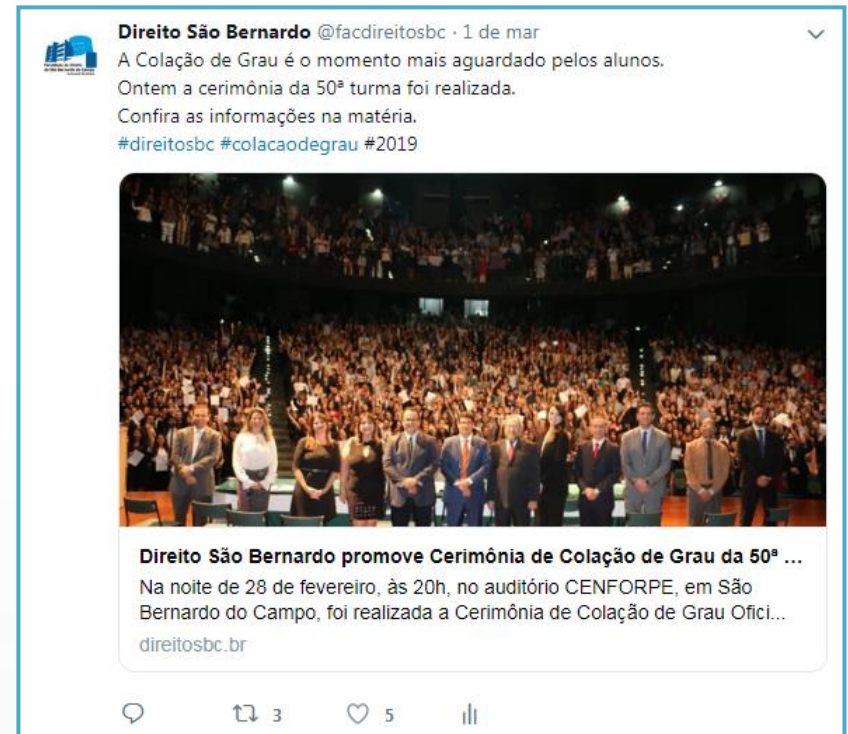 Direito São Bernardo @facdireitosbc · 1 de mar
A Colação de Grau é o momento mais aguardado pelos alunos.
Ontem a cerimônia da 50ª turma foi realizada.
Confira as informações na matéria.
#direitosbc #colacaodegrau #2019
Direito São Bernardo promove Cerimônia de Colação de Grau da 50ª ...
Na noite de 28 de fevereiro, às 20h, no auditório CENFORPE, em São
Bernardo do Campo, foi realizada a Cerimônia de Colação de Grau Ofici...
direitosbc.br
3 5